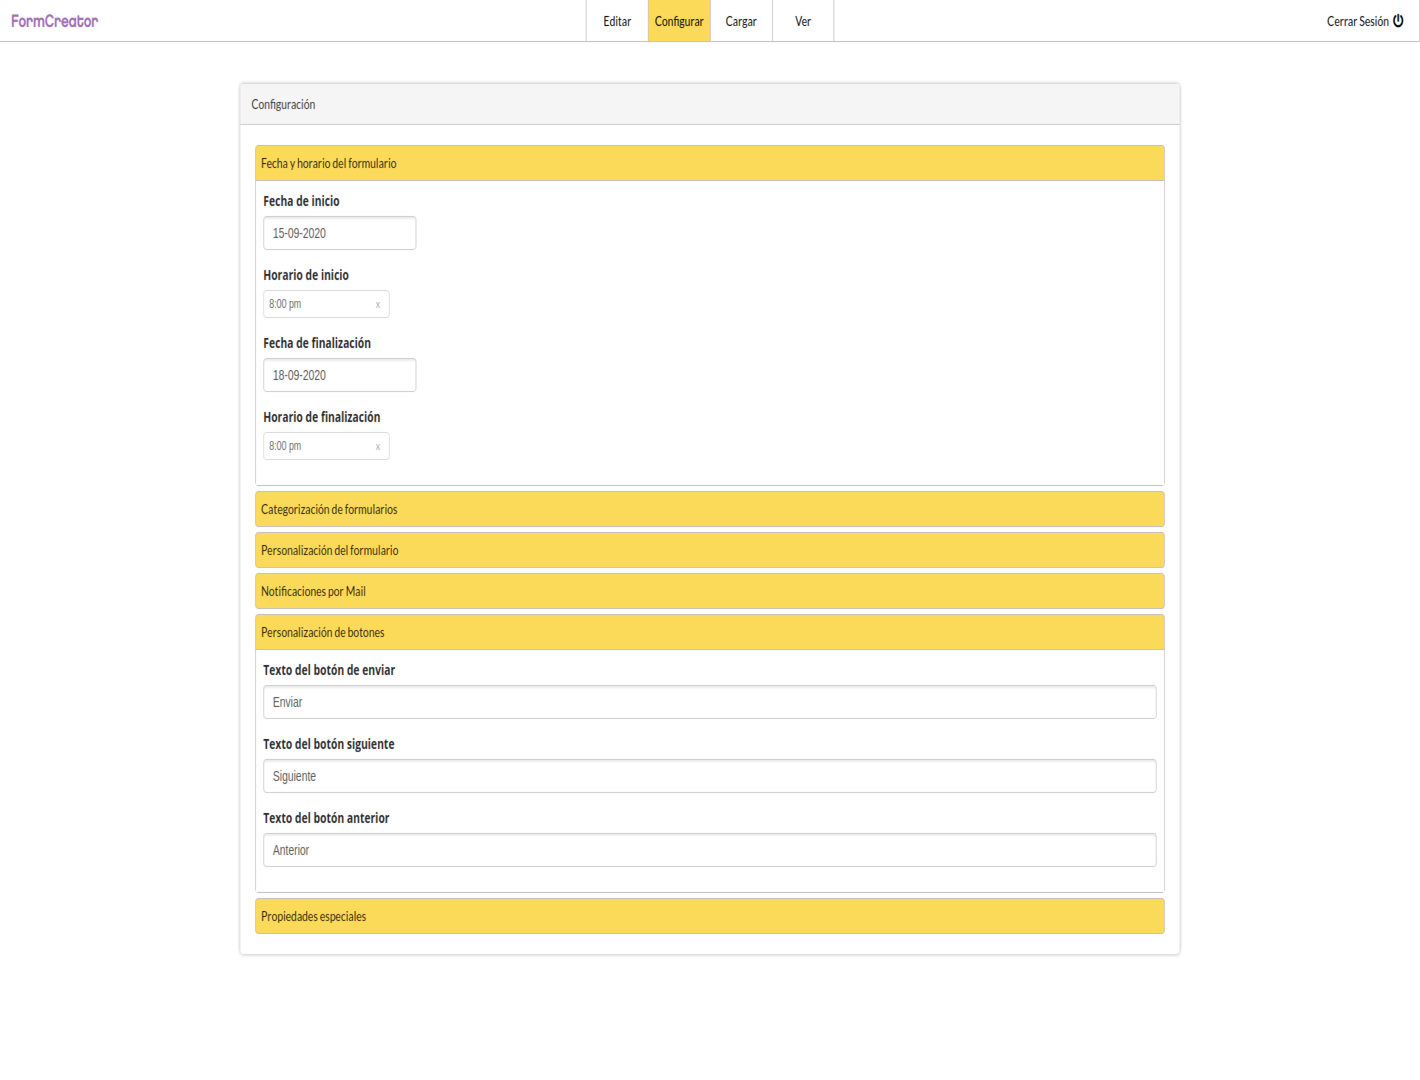 FormCreator
Editar
Configurar
Cargar
Ver
Cerrar Sesión
Configuración
Fecha y horario del formulario
Fecha de inicio
15-09-2020
Horario de inicio
8:00 pm x
Fecha de finalización
18-09-2020
Horario de finalización
8:00 pm x
Categorización de formularios
Personalización del formulario
Notificaciones por Mail
Personalización de botones
Texto del botón de enviar
Enviar
Texto del botón siguiente
Siguiente
Texto del botón anterior
Anterior
Propiedades especiales